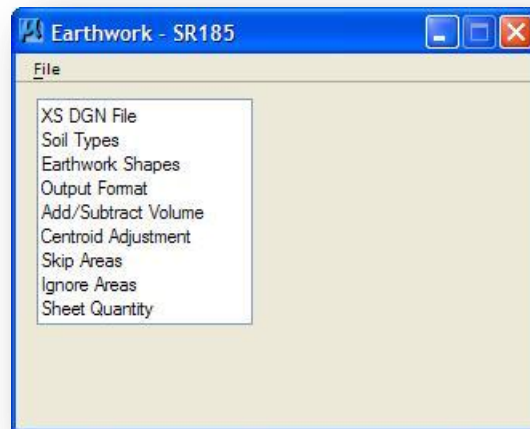 Earthwork - SR185
File
XS DGN File
Soil Types
Earthwork Shapes
Output Format
Add/Subtract Volume
Centroid Adjustment
Skip Areas
Ignore Areas
Sheet Quantity